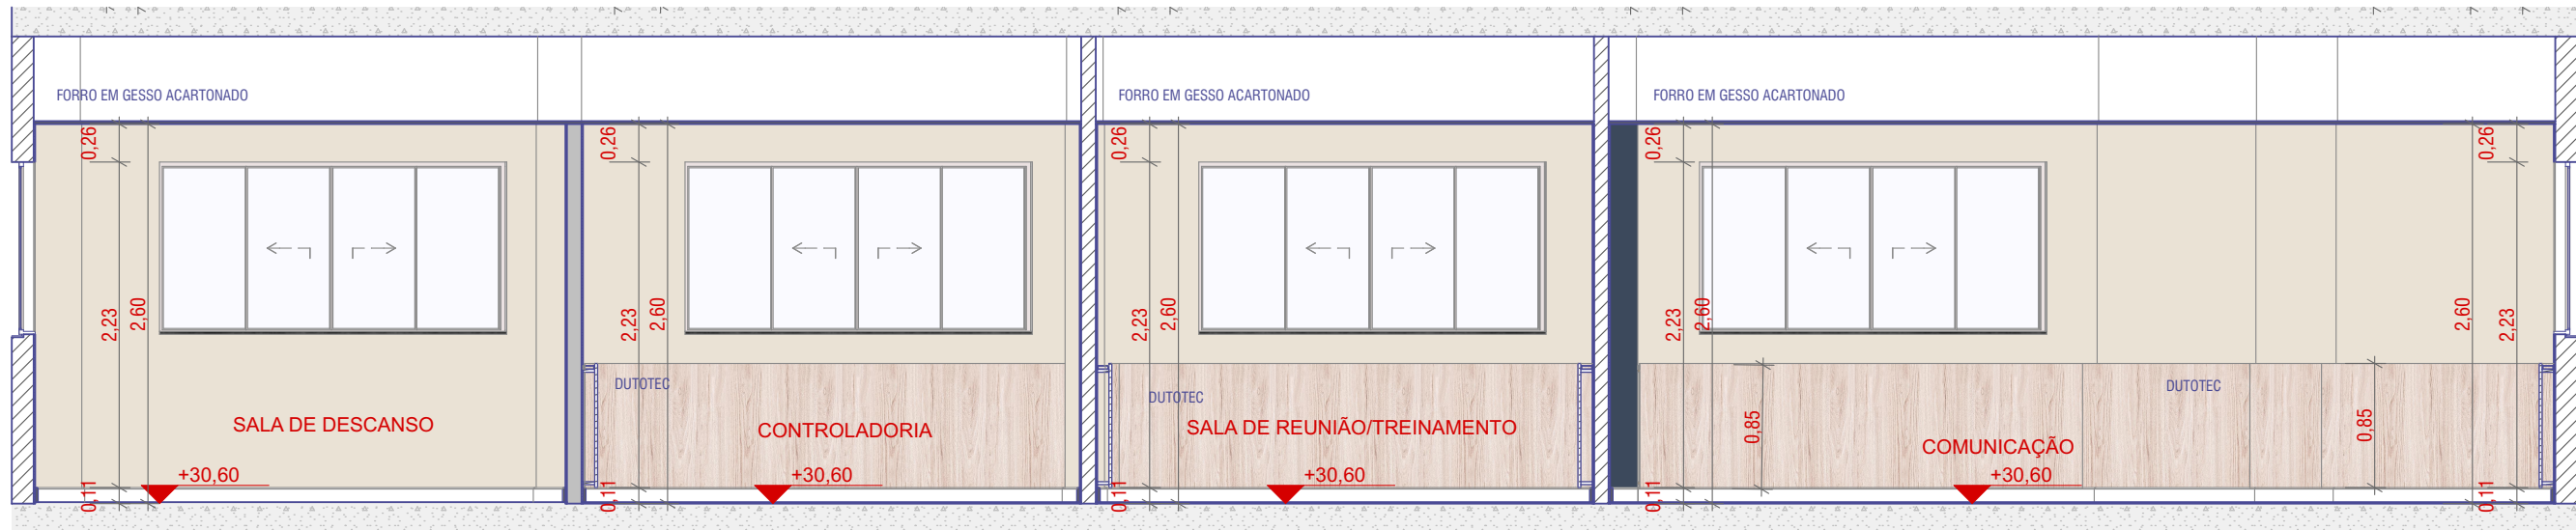 FORRO EM GESSO ACARTONADO
FORRO EM GESSO ACARTONADO
FORRO EM GESSO ACARTONADO
0,26
0,26
0,26
0,26
0,26
2,23
2,60
2,23
2,60
2,23
2,60
2,23
2,60
2,60
2,23
DUTOTEC
DUTOTEC
DUTOTEC
0,85
0,85
SALA DE DESCANSO
CONTROLADORIA
SALA DE REUNIÃO/TREINAMENTO
COMUNICAÇÃO
+30,60
+30,60
+30,60
+30,60
0,11
0,11
0,11
0,11
0,11